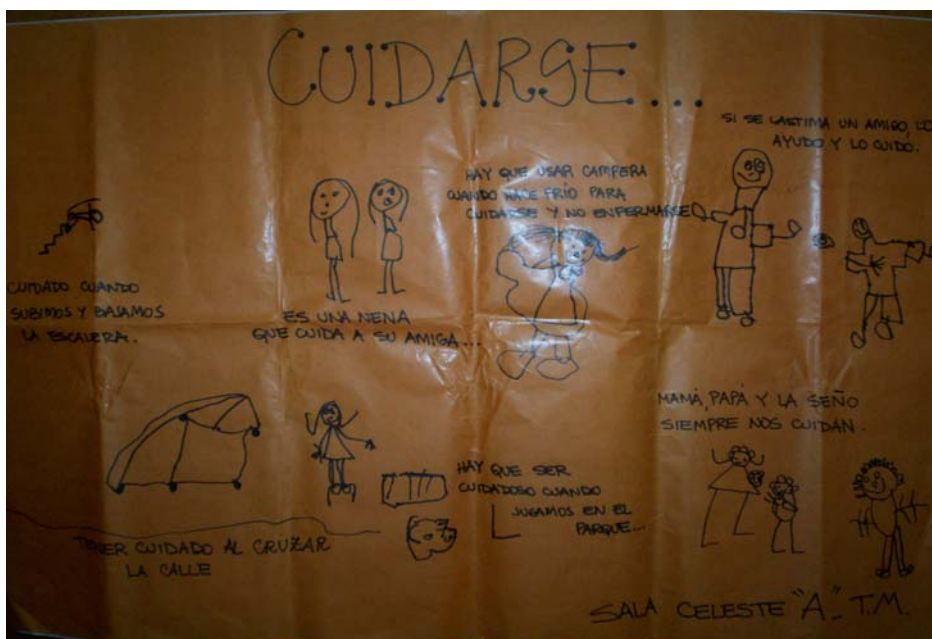 CUIDARSE...
SI SE LASTIMA UN AMIGO, LO
AYUDO Y LO CUIDO.
HAY QUE USAR CAMPERA
CUANDO HACE FRÍO PARA
CUIDARSE Y NO ENFERMARSE
CUIDADO CUANDO
SUBIMOS Y BAJAMOS
LA ESCALERA.
ES UNA NENA
QUE CUIDA A SU AMIGA...
MAMÁ, PAPÁ Y LA SEÑO
SIEMPRE NOS CUIDAN.
HAY QUE SER
CUIDADOSO CUANDO
JUGAMOS EN EL
PARQUE...
TENER CUIDADO AL CRUZAR
LA CALLE
SALA CELESTE "A" T.M.